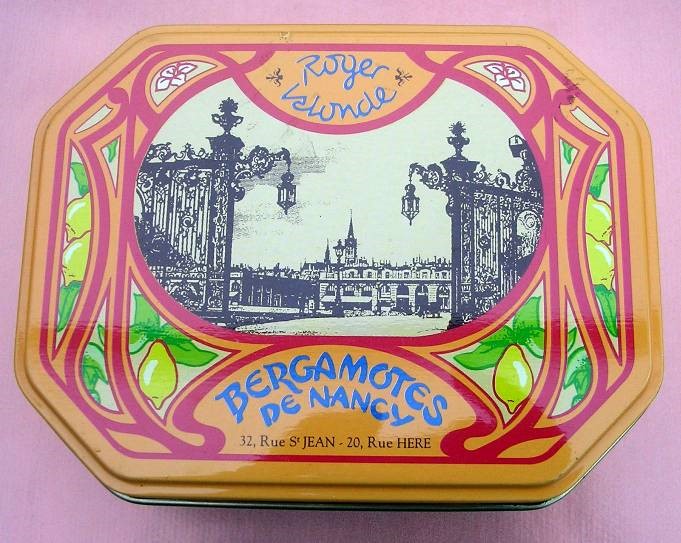 Roger
Lalonde
BERGAMOTES
DE NANCY
32, Rue St JEAN - 20, Rue HERE